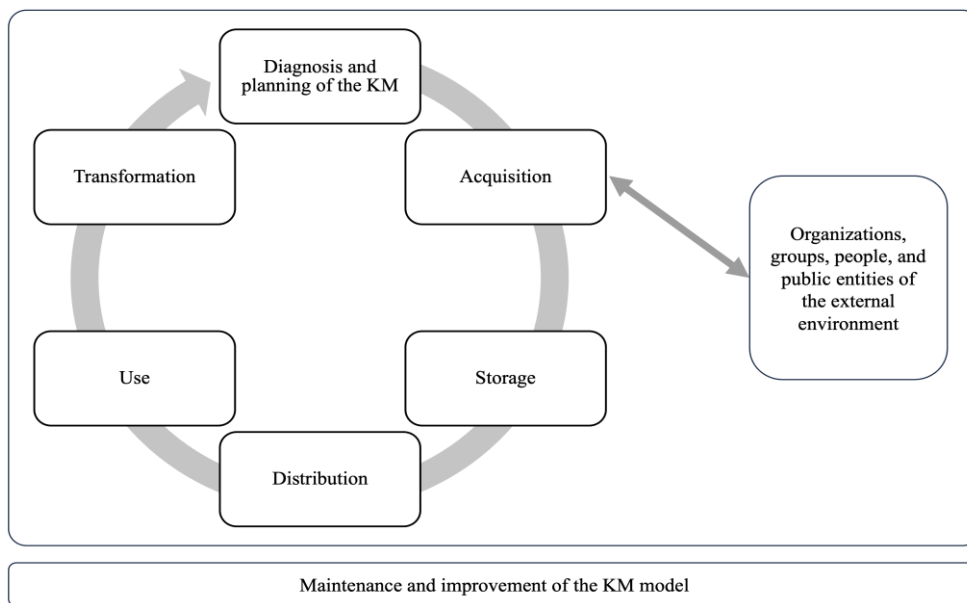 Diagnosis and
planning of the KM
Transformation
Acquisition
Organizations,
groups, people, and
public entities of
the external
environment
Use
Storage
Distribution
Maintenance and improvement of the KM model